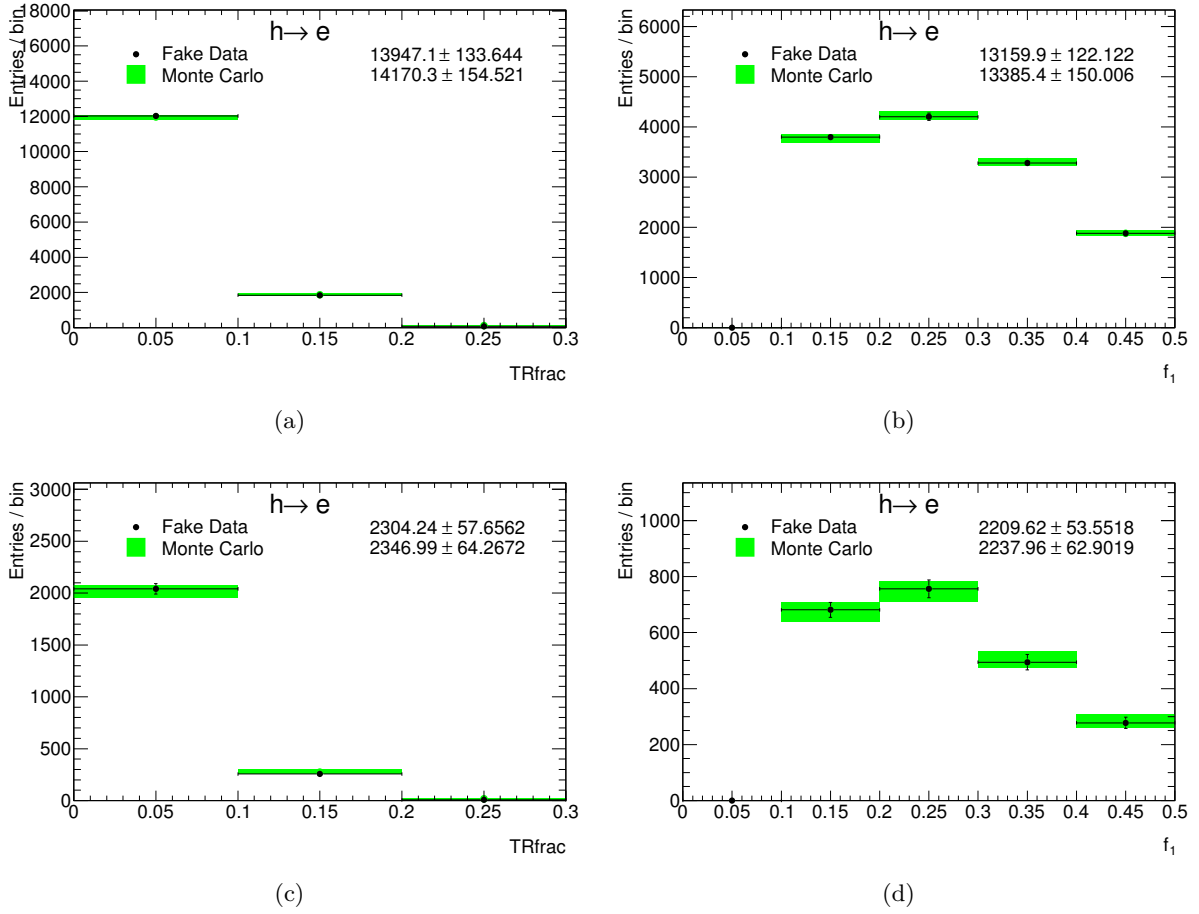 Entries / bin
18000
16000
14000
12000
10000
8000
6000
4000
2000
0
h→ e
Fake Data
13947.1 ± 133.644
Monte Carlo
14170.3 ± 154.521
0 0.05 0.1 0.15 0.2 0.25 0.3
TRfrac
(a)
Entries / bin
6000
5000
4000
3000
2000
1000
0
h→ e
Fake Data
13159.9 ± 122.122
Monte Carlo
13385.4 ± 150.006
0 0.05 0.1 0.15 0.2 0.25 0.3 0.35 0.4 0.45 0.5
f₁
(b)
Entries / bin
3000
2500
2000
1500
1000
500
0
h→ e
Fake Data
2304.24 ± 57.6562
Monte Carlo
2346.99 ± 64.2672
0 0.05 0.1 0.15 0.2 0.25 0.3
TRfrac
(c)
Entries / bin
1000
800
600
400
200
0
h→ e
Fake Data
2209.62 ± 53.5518
Monte Carlo
2237.96 ± 62.9019
0 0.05 0.1 0.15 0.2 0.25 0.3 0.35 0.4 0.45 0.5
f₁
(d)